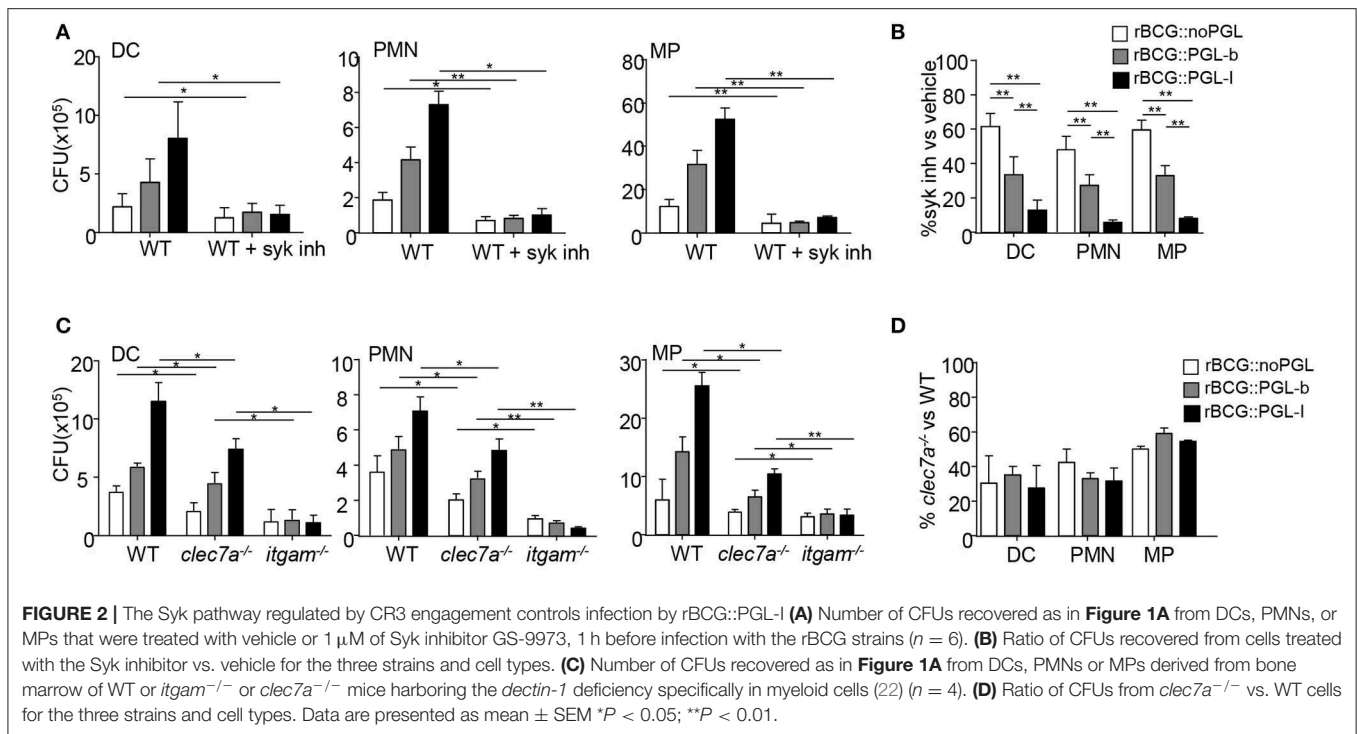 A
DC
PMN
MP
CFU(x10⁵)
20
10
5
0
8
6
4
2
0
80
60
40
20
0
*
*
*
**
*
**
**
**
WT
WT + syk inh
WT
WT + syk inh
WT
WT + syk inh
B
rBCG::noPGL
rBCG::PGL-b
rBCG::PGL-I
%syk inh vs vehicle
100
80
60
40
20
0
**
**
**
**
**
**
**
**
**
DC
PMN
MP
C
DC
PMN
MP
CFU(x10⁵)
20
10
5
0
8
6
4
2
0
30
20
10
0
*
*
*
*
*
*
*
*
**
**
*
*
*
*
**
*
*
WT
clec7a-/-
itgam-/-
WT
clec7a-/-
itgam-/-
WT
clec7a-/-
itgam-/-
D
rBCG::noPGL
rBCG::PGL-b
rBCG::PGL-I
% clec7a-/- vs WT
100
80
60
40
20
0
DC
PMN
MP
FIGURE 2 | The Syk pathway regulated by CR3 engagement controls infection by rBCG::PGL-I (A) Number of CFUs recovered as in Figure 1A from DCs, PMNs, or
MPs that were treated with vehicle or 1 μM of Syk inhibitor GS-9973, 1 h before infection with the rBCG strains (n = 6). (B) Ratio of CFUs recovered from cells treated
with the Syk inhibitor vs. vehicle for the three strains and cell types. (C) Number of CFUs recovered as in Figure 1A from DCs, PMNs or MPs derived from bone
marrow of WT or itgam−/− or clec7a−/− mice harboring the dectin-1 deficiency specifically in myeloid cells (22) (n = 4). (D) Ratio of CFUs from clec7a−/− vs. WT cells
for the three strains and cell types. Data are presented as mean ± SEM *P < 0.05; **P < 0.01.